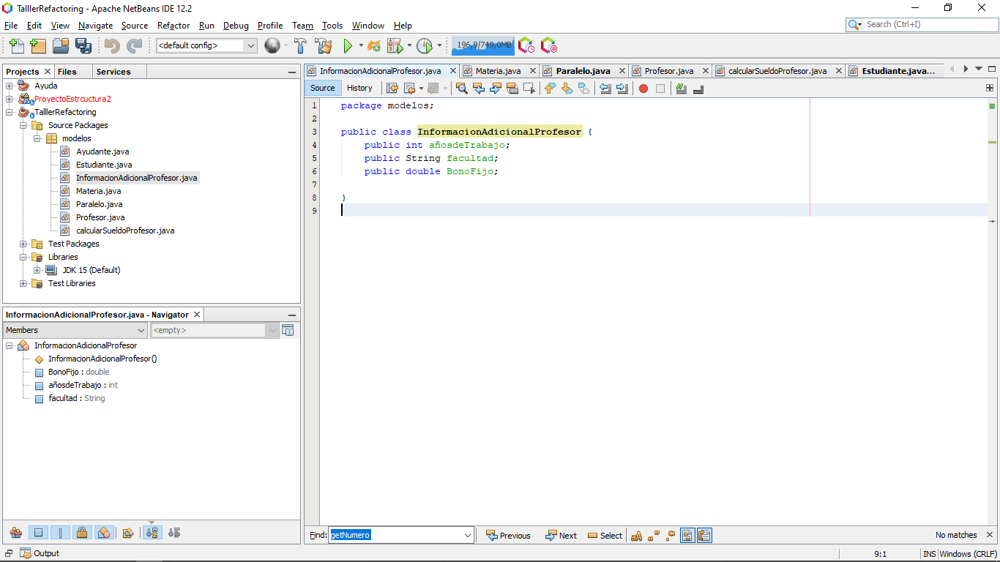 TalllerRefactoring - Apache NetBeans IDE 12.2
File Edit View Navigate Source Refactor Run Debug Profile Team Tools Window Help
Search (Ctrl+I)
<default config>
196,9/749,0MB
Projects Files Services
Ayuda
ProyectoEstrcuctura2
TalllerRefactoring
Source Packages
modelos
Ayudante.java
Estudiante.java
InformacionAdicionalProfesor.java
Materia.java
Paralelo.java
Profesor.java
calcularSueldoProfesor.java
Test Packages
Libraries
JDK 15 (Default)
Test Libraries
InformacionAdicionalProfesor.java - Navigator
Members
<empty>
InformacionAdicionalProfesor
InformacionAdicionalProfesor()
BonoFijo : double
añosdeTrabajo : int
facultad : String
InformacionAdicionalProfesor.java Materia.java Paralelo.java Profesor.java calcularSueldoProfesor.java Estudiante.java...
Source History
1 package modelos;
2
3 public class InformacionAdicionalProfesor {
4 public int añosdeTrabajo;
5 public String facultad;
6 public double BonoFijo;
7
8 }
9
Find: getNumero Previous Next Select No matches
Output
9:1 INS Windows (CRLF)